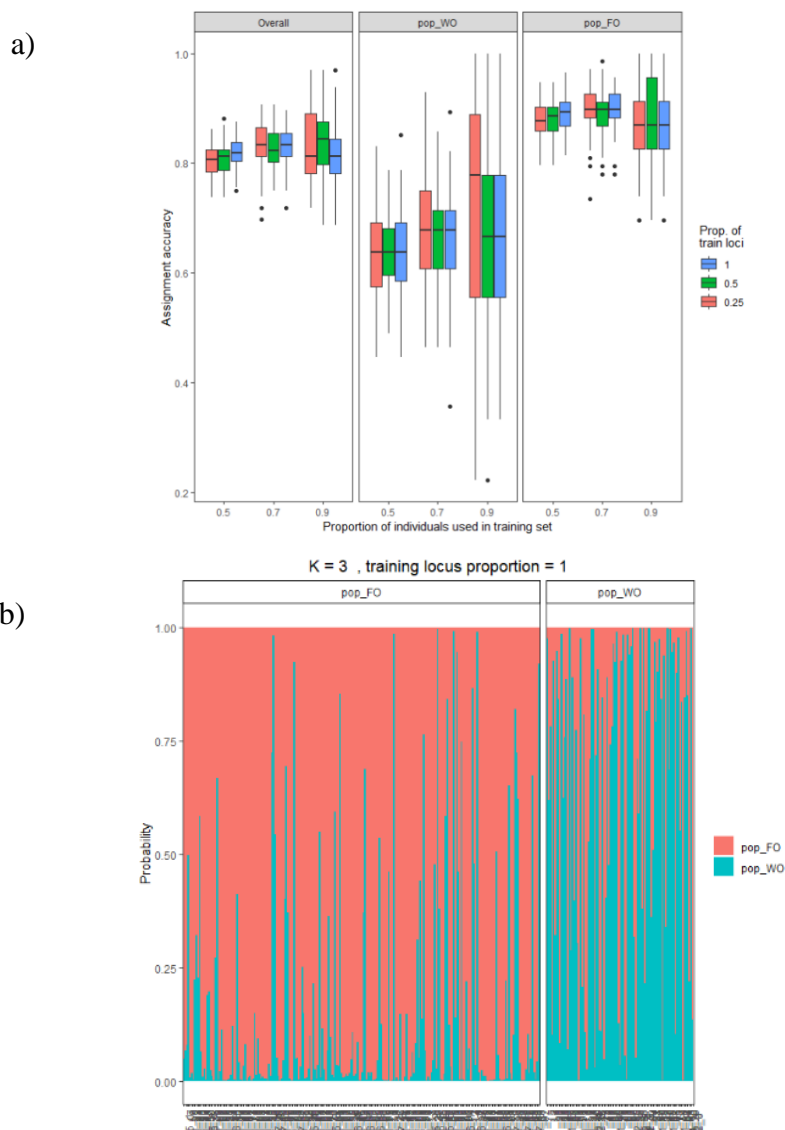 a)
Overall
pop_WO
pop_FO
1.0
0.8
0.6
0.4
0.2
Assignment accuracy
0.5
0.7
0.9
0.5
0.7
0.9
0.5
0.7
0.9
Proportion of individuals used in training set
Prop. of
train loci
1
0.5
0.25
b)
K = 3 , training locus proportion = 1
pop_FO
pop_WO
1.00
0.75
0.50
0.25
0.00
Probability
pop_FO
pop_WO